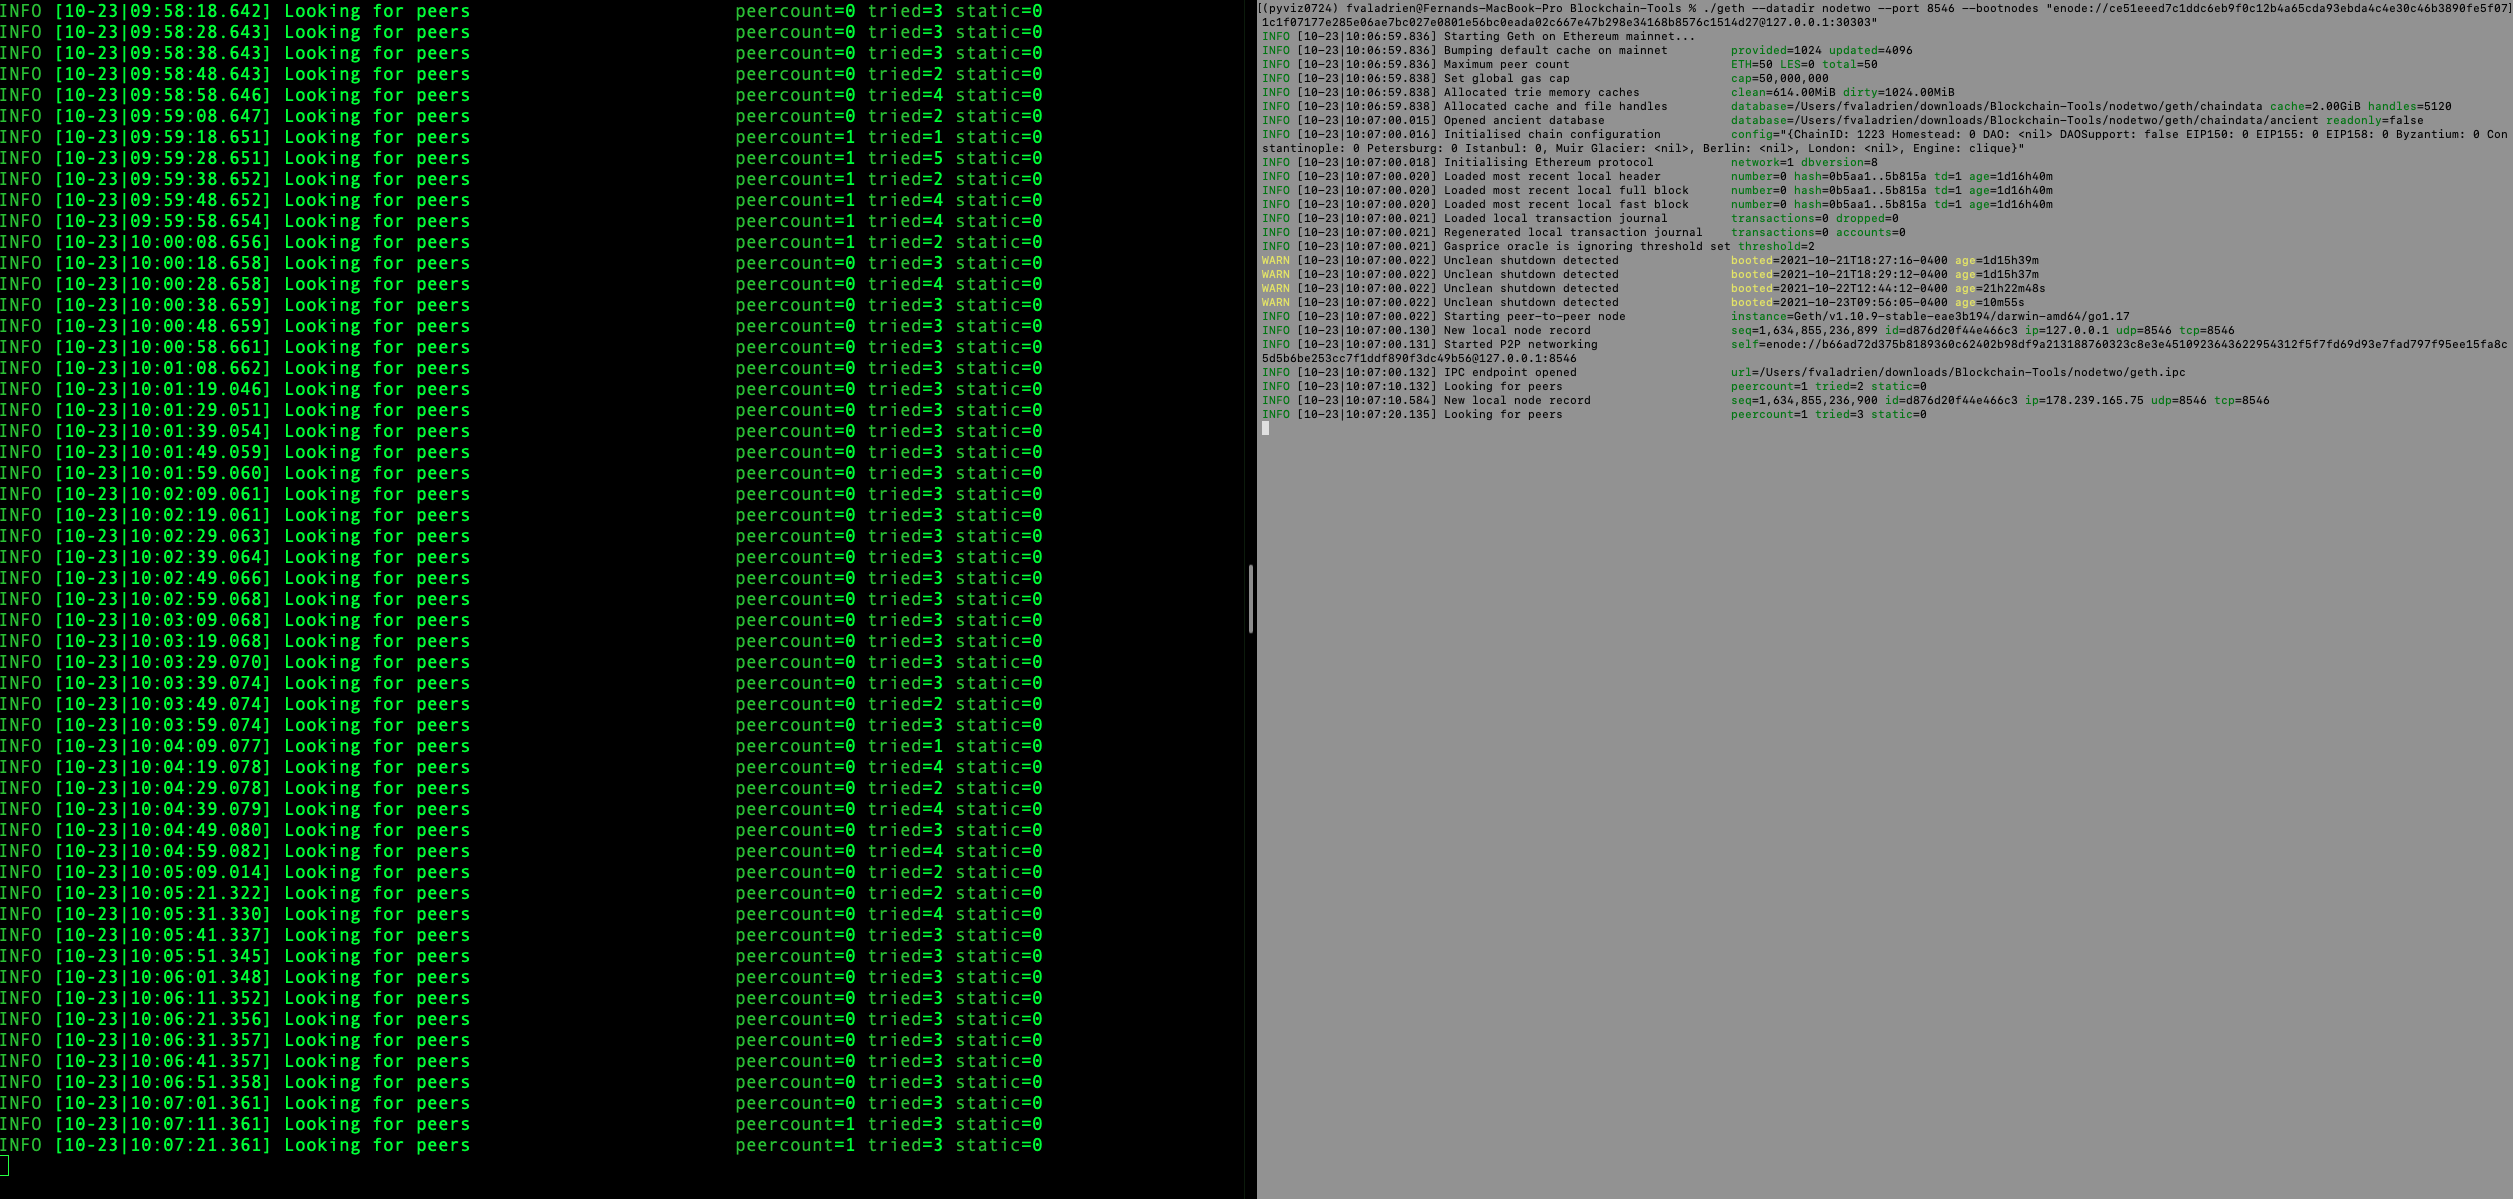 INFO [10-23|09:58:18.642] Looking for peers peercount=0 tried=3 static=0
INFO [10-23|09:58:28.643] Looking for peers peercount=0 tried=3 static=0
INFO [10-23|09:58:38.643] Looking for peers peercount=0 tried=3 static=0
INFO [10-23|09:58:48.643] Looking for peers peercount=0 tried=2 static=0
INFO [10-23|09:58:58.646] Looking for peers peercount=0 tried=4 static=0
INFO [10-23|09:59:08.647] Looking for peers peercount=0 tried=2 static=0
INFO [10-23|09:59:18.651] Looking for peers peercount=1 tried=1 static=0
INFO [10-23|09:59:28.651] Looking for peers peercount=1 tried=5 static=0
INFO [10-23|09:59:38.652] Looking for peers peercount=1 tried=2 static=0
INFO [10-23|09:59:48.652] Looking for peers peercount=1 tried=4 static=0
INFO [10-23|09:59:58.654] Looking for peers peercount=1 tried=4 static=0
INFO [10-23|10:00:08.656] Looking for peers peercount=1 tried=2 static=0
INFO [10-23|10:00:18.658] Looking for peers peercount=1 tried=3 static=0
INFO [10-23|10:00:28.658] Looking for peers peercount=1 tried=4 static=0
INFO [10-23|10:00:38.659] Looking for peers peercount=0 tried=3 static=0
INFO [10-23|10:00:48.659] Looking for peers peercount=0 tried=3 static=0
INFO [10-23|10:00:58.661] Looking for peers peercount=0 tried=3 static=0
INFO [10-23|10:01:08.662] Looking for peers peercount=0 tried=3 static=0
INFO [10-23|10:01:19.046] Looking for peers peercount=0 tried=3 static=0
INFO [10-23|10:01:29.051] Looking for peers peercount=0 tried=3 static=0
INFO [10-23|10:01:39.054] Looking for peers peercount=0 tried=3 static=0
INFO [10-23|10:01:49.059] Looking for peers peercount=0 tried=3 static=0
INFO [10-23|10:01:59.060] Looking for peers peercount=0 tried=3 static=0
INFO [10-23|10:02:09.061] Looking for peers peercount=0 tried=3 static=0
INFO [10-23|10:02:19.061] Looking for peers peercount=0 tried=3 static=0
INFO [10-23|10:02:29.063] Looking for peers peercount=0 tried=3 static=0
INFO [10-23|10:02:39.064] Looking for peers peercount=0 tried=3 static=0
INFO [10-23|10:02:49.066] Looking for peers peercount=0 tried=3 static=0
INFO [10-23|10:02:59.068] Looking for peers peercount=0 tried=3 static=0
INFO [10-23|10:03:09.068] Looking for peers peercount=0 tried=3 static=0
INFO [10-23|10:03:19.068] Looking for peers peercount=0 tried=3 static=0
INFO [10-23|10:03:29.070] Looking for peers peercount=0 tried=3 static=0
INFO [10-23|10:03:39.074] Looking for peers peercount=0 tried=3 static=0
INFO [10-23|10:03:49.074] Looking for peers peercount=0 tried=2 static=0
INFO [10-23|10:03:59.074] Looking for peers peercount=0 tried=3 static=0
INFO [10-23|10:04:09.077] Looking for peers peercount=0 tried=1 static=0
INFO [10-23|10:04:19.078] Looking for peers peercount=0 tried=4 static=0
INFO [10-23|10:04:29.078] Looking for peers peercount=0 tried=2 static=0
INFO [10-23|10:04:39.079] Looking for peers peercount=0 tried=4 static=0
INFO [10-23|10:04:49.080] Looking for peers peercount=0 tried=3 static=0
INFO [10-23|10:04:59.082] Looking for peers peercount=0 tried=4 static=0
INFO [10-23|10:05:09.014] Looking for peers peercount=0 tried=2 static=0
INFO [10-23|10:05:21.322] Looking for peers peercount=0 tried=2 static=0
INFO [10-23|10:05:31.330] Looking for peers peercount=0 tried=4 static=0
INFO [10-23|10:05:41.337] Looking for peers peercount=0 tried=3 static=0
INFO [10-23|10:05:51.345] Looking for peers peercount=0 tried=3 static=0
INFO [10-23|10:06:01.348] Looking for peers peercount=0 tried=3 static=0
INFO [10-23|10:06:11.352] Looking for peers peercount=0 tried=3 static=0
INFO [10-23|10:06:21.356] Looking for peers peercount=0 tried=3 static=0
INFO [10-23|10:06:31.357] Looking for peers peercount=0 tried=3 static=0
INFO [10-23|10:06:41.357] Looking for peers peercount=0 tried=3 static=0
INFO [10-23|10:06:51.358] Looking for peers peercount=0 tried=3 static=0
INFO [10-23|10:07:01.361] Looking for peers peercount=0 tried=3 static=0
INFO [10-23|10:07:11.361] Looking for peers peercount=1 tried=3 static=0
INFO [10-23|10:07:21.361] Looking for peers peercount=1 tried=3 static=0
[(pyviz0724) fvaladrien@Fernands-MacBook-Pro Blockchain-Tools % ./geth --datadir nodetwo --port 8546 --bootnodes "enode://ce51eeed7c1ddc6eb9f0c12b4a65cda93ebda4c4e30c46b3890fe5f07]
1c1f07177e285e06ae7bc027e0801e56bc0eada02c667e47b298e34168b8576c1514d27@127.0.0.1:30303"
INFO [10-23|10:06:59.836] Starting Geth on Ethereum mainnet...
INFO [10-23|10:06:59.836] Bumping default cache on mainnet provided=1024 updated=4096
INFO [10-23|10:06:59.836] Maximum peer count ETH=50 LES=0 total=50
INFO [10-23|10:06:59.838] Set global gas cap cap=50,000,000
INFO [10-23|10:06:59.838] Allocated trie memory caches clean=614.00MiB dirty=1024.00MiB
INFO [10-23|10:06:59.838] Allocated cache and file handles database=/Users/fvaladrien/downloads/Blockchain-Tools/nodetwo/geth/chaindata cache=2.00GiB handles=5120
INFO [10-23|10:07:00.015] Opened ancient database database=/Users/fvaladrien/downloads/Blockchain-Tools/nodetwo/geth/chaindata/ancient readonly=false
INFO [10-23|10:07:00.016] Initialised chain configuration config="{ChainID: 1223 Homestead: 0 DAO: <nil> DAOSupport: false EIP150: 0 EIP155: 0 EIP158: 0 Byzantium: 0 Con
stantinople: 0 Petersburg: 0 Istanbul: 0, Muir Glacier: <nil>, Berlin: <nil>, London: <nil>, Engine: clique}"
INFO [10-23|10:07:00.018] Initialising Ethereum protocol network=1 dbversion=8
INFO [10-23|10:07:00.020] Loaded most recent local header number=0 hash=0b5aa1..5b815a td=1 age=1d16h40m
INFO [10-23|10:07:00.020] Loaded most recent local full block number=0 hash=0b5aa1..5b815a td=1 age=1d16h40m
INFO [10-23|10:07:00.020] Loaded most recent local fast block number=0 hash=0b5aa1..5b815a td=1 age=1d16h40m
INFO [10-23|10:07:00.021] Loaded local transaction journal transactions=0 dropped=0
INFO [10-23|10:07:00.021] Regenerated local transaction journal transactions=0 accounts=0
INFO [10-23|10:07:00.021] Gasprice oracle is ignoring threshold set threshold=2
WARN [10-23|10:07:00.022] Unclean shutdown detected booted=2021-10-21T18:27:16-0400 age=1d15h39m
WARN [10-23|10:07:00.022] Unclean shutdown detected booted=2021-10-21T18:29:12-0400 age=1d15h37m
WARN [10-23|10:07:00.022] Unclean shutdown detected booted=2021-10-22T12:44:12-0400 age=21h22m48s
WARN [10-23|10:07:00.022] Unclean shutdown detected booted=2021-10-23T09:56:05-0400 age=10m55s
INFO [10-23|10:07:00.022] Starting peer-to-peer node instance=Geth/v1.10.9-stable-eae3b194/darwin-amd64/go1.17
INFO [10-23|10:07:00.130] New local node record seq=1,634,855,236,899 id=d876d20f44e466c3 ip=127.0.0.1 udp=8546 tcp=8546
INFO [10-23|10:07:00.131] Started P2P networking self=enode://b66ad72d375b8189360c62402b98df9a213188760323c8e3e4510923643622954312f5f7fd69d93e7fad797f95ee15fa8c
5d5b6be253cc7f1ddf890f3dc49b56@127.0.0.1:8546
INFO [10-23|10:07:00.132] IPC endpoint opened url=/Users/fvaladrien/downloads/Blockchain-Tools/nodetwo/geth.ipc
INFO [10-23|10:07:10.132] Looking for peers peercount=1 tried=2 static=0
INFO [10-23|10:07:10.584] New local node record seq=1,634,855,236,900 id=d876d20f44e466c3 ip=178.239.165.75 udp=8546 tcp=8546
INFO [10-23|10:07:20.135] Looking for peers peercount=1 tried=3 static=0